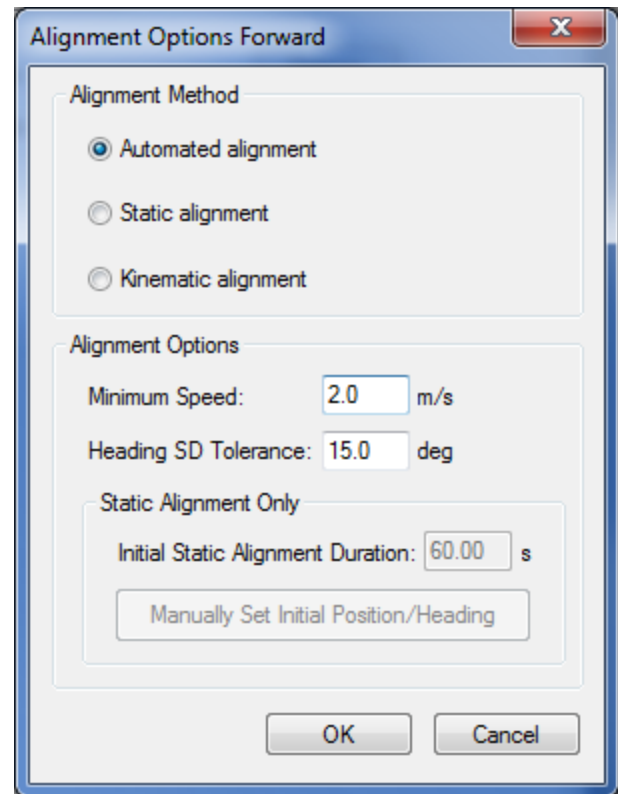 Alignment Options Forward
Alignment Method
Automated alignment
Static alignment
Kinematic alignment
Alignment Options
Minimum Speed: 2.0 m/s
Heading SD Tolerance: 15.0 deg
Static Alignment Only
Initial Static Alignment Duration: 60.00 s
Manually Set Initial Position/Heading
OK Cancel